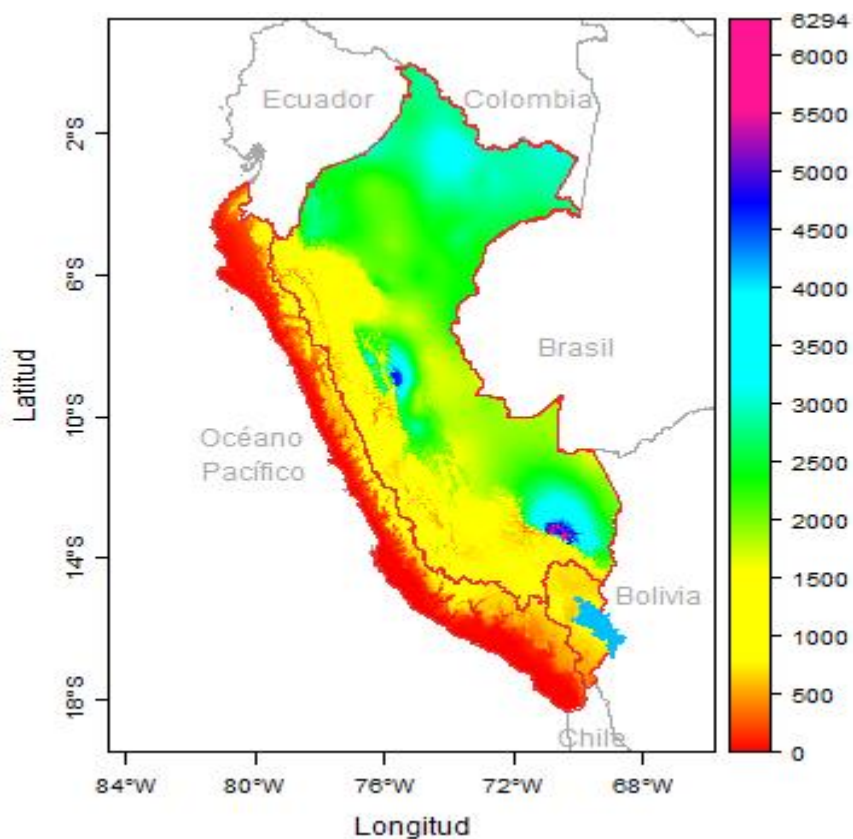 Ecuador
Colombia
Brasil
Océano
Pacífico
Bolivia
Chile
Latitud
2°S
6°S
10°S
14°S
18°S
84°W
80°W
76°W
72°W
68°W
Longitud
6294
6000
5500
5000
4500
4000
3500
3000
2500
2000
1500
1000
500
0